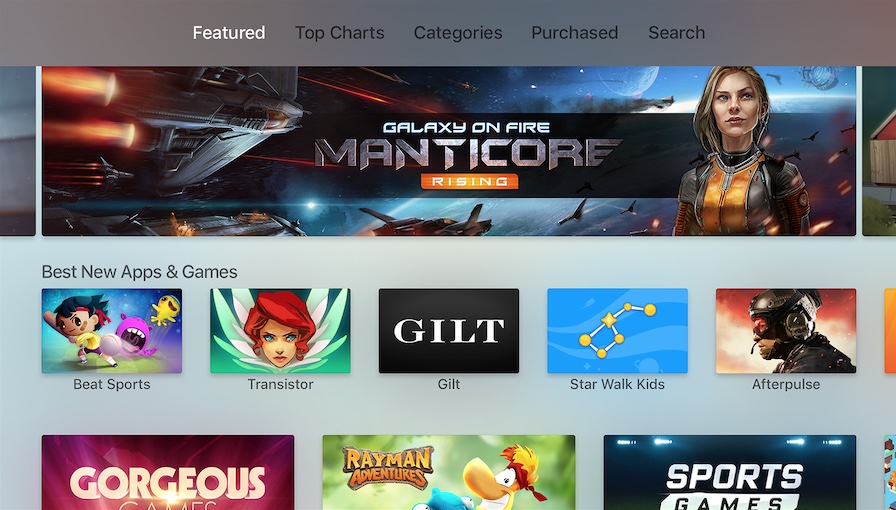 Featured Top Charts Categories Purchased Search
GALAXY ON FIRE
MANTICORE
RISING
Best New Apps & Games
GILT
Beat Sports Transistor Gilt Star Walk Kids Afterpulse
GORGEOUS
GAMES
RAYMAN
ADVENTURES
SPORTS
GAMES